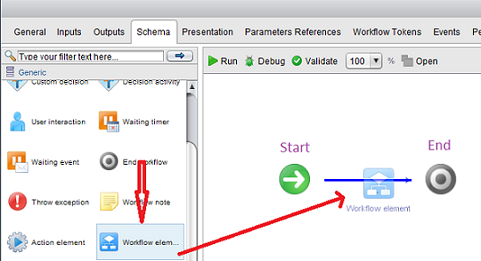 General Inputs Outputs Schema Presentation Parameters References Workflow Tokens Events Pe
Type your filter text here...
Generic
Run Debug Validate 100 % Open
Custom decision Decision activity
User interaction Waiting timer
Waiting event End workflow
Throw exception Workflow note
Action element Workflow elem...
Start End
Workflow element